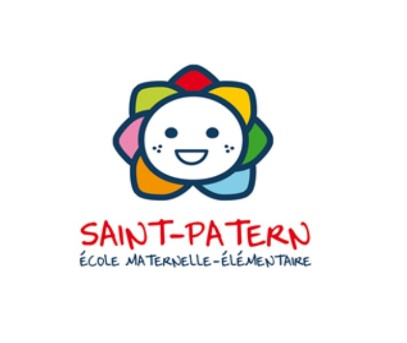 SAINT-PATERN
ÉCOLE MATERNELLE-ÉLÉMENTAIRE